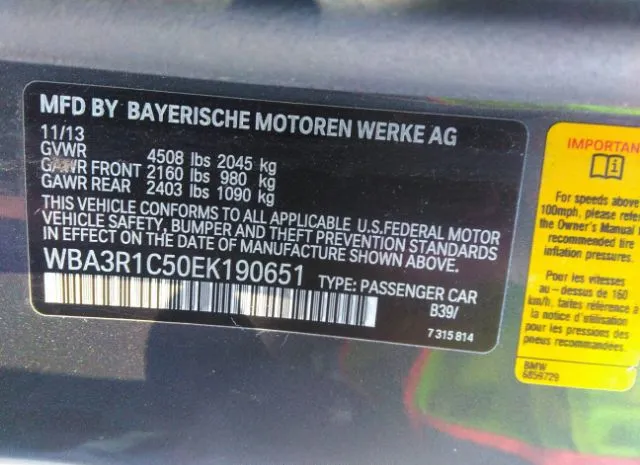 MFD BY BAYERISCHE MOTOREN WERKE AG
11/13
GVWR 4508 lbs 2045 kg
GAWR FRONT 2160 lbs 980 kg
GAWR REAR 2403 lbs 1090 kg
THIS VEHICLE CONFORMS TO ALL APPLICABLE U.S.FEDERAL MOTOR
VEHICLE SAFETY, BUMPER AND THEFT PREVENTION STANDARDS
IN EFFECT ON THE DATE OF MANUFACTURE SHOWN ABOVE.
WBA3R1C50EK190651 TYPE: PASSENGER CAR
B39/
7 315 814
CAUTION
For speeds above
100mph, please refe
the Owner's Manual f
recommended tire
inflation pressures.
Pour les vitesses
au-dessus de 160
km/h, faites référence
la notice d'utilisation
pour les pressions des
pneus recommandées.
BMW
6859729